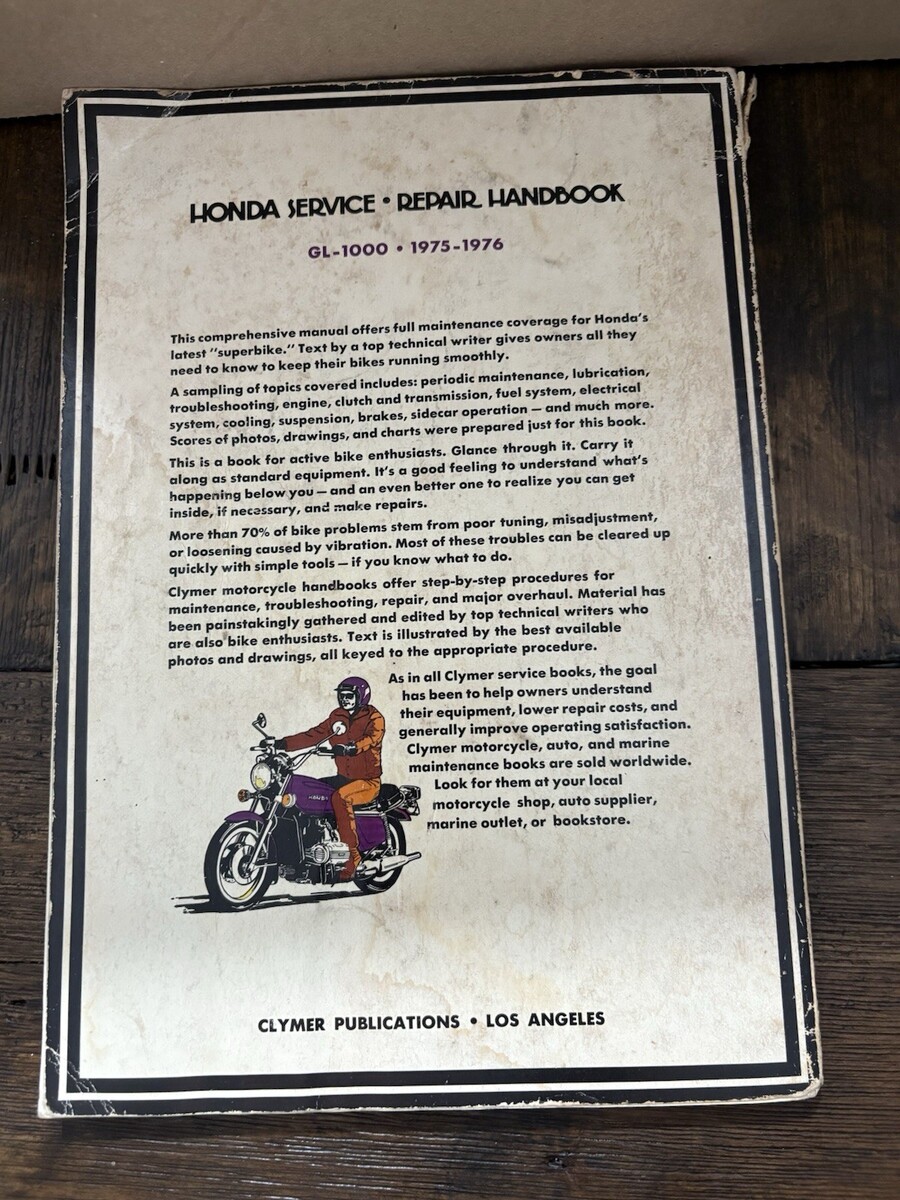 HONDA SERVICE • REPAIR HANDBOOK
GL-1000 • 1975-1976
This comprehensive manual offers full maintenance coverage for Honda's
latest "superbike." Text by a top technical writer gives owners all they
need to know to keep their bikes running smoothly.
A sampling of topics covered includes: periodic maintenance, lubrication,
troubleshooting, engine, clutch and transmission, fuel system, electrical
system, cooling, suspension, brakes, sidecar operation — and much more.
Scores of photos, drawings, and charts were prepared just for this book.
This is a book for active bike enthusiasts. Glance through it. Carry it
along as standard equipment. It's a good feeling to understand what's
happening below you — and an even better one to realize you can get
inside, if necessary, and make repairs.
More than 70% of bike problems stem from poor tuning, misadjustment,
or loosening caused by vibration. Most of these troubles can be cleared up
quickly with simple tools — if you know what to do.
Clymer motorcycle handbooks offer step-by-step procedures for
maintenance, troubleshooting, repair, and major overhaul. Material has
been painstakingly gathered and edited by top technical writers who
are also bike enthusiasts. Text is illustrated by the best available
photos and drawings, all keyed to the appropriate procedure.
As in all Clymer service books, the goal
has been to help owners understand
their equipment, lower repair costs, and
generally improve operating satisfaction.
Clymer motorcycle, auto, and marine
maintenance books are sold worldwide.
Look for them at your local
motorcycle shop, auto supplier,
marine outlet, or bookstore.
HONDA
CLYMER PUBLICATIONS • LOS ANGELES